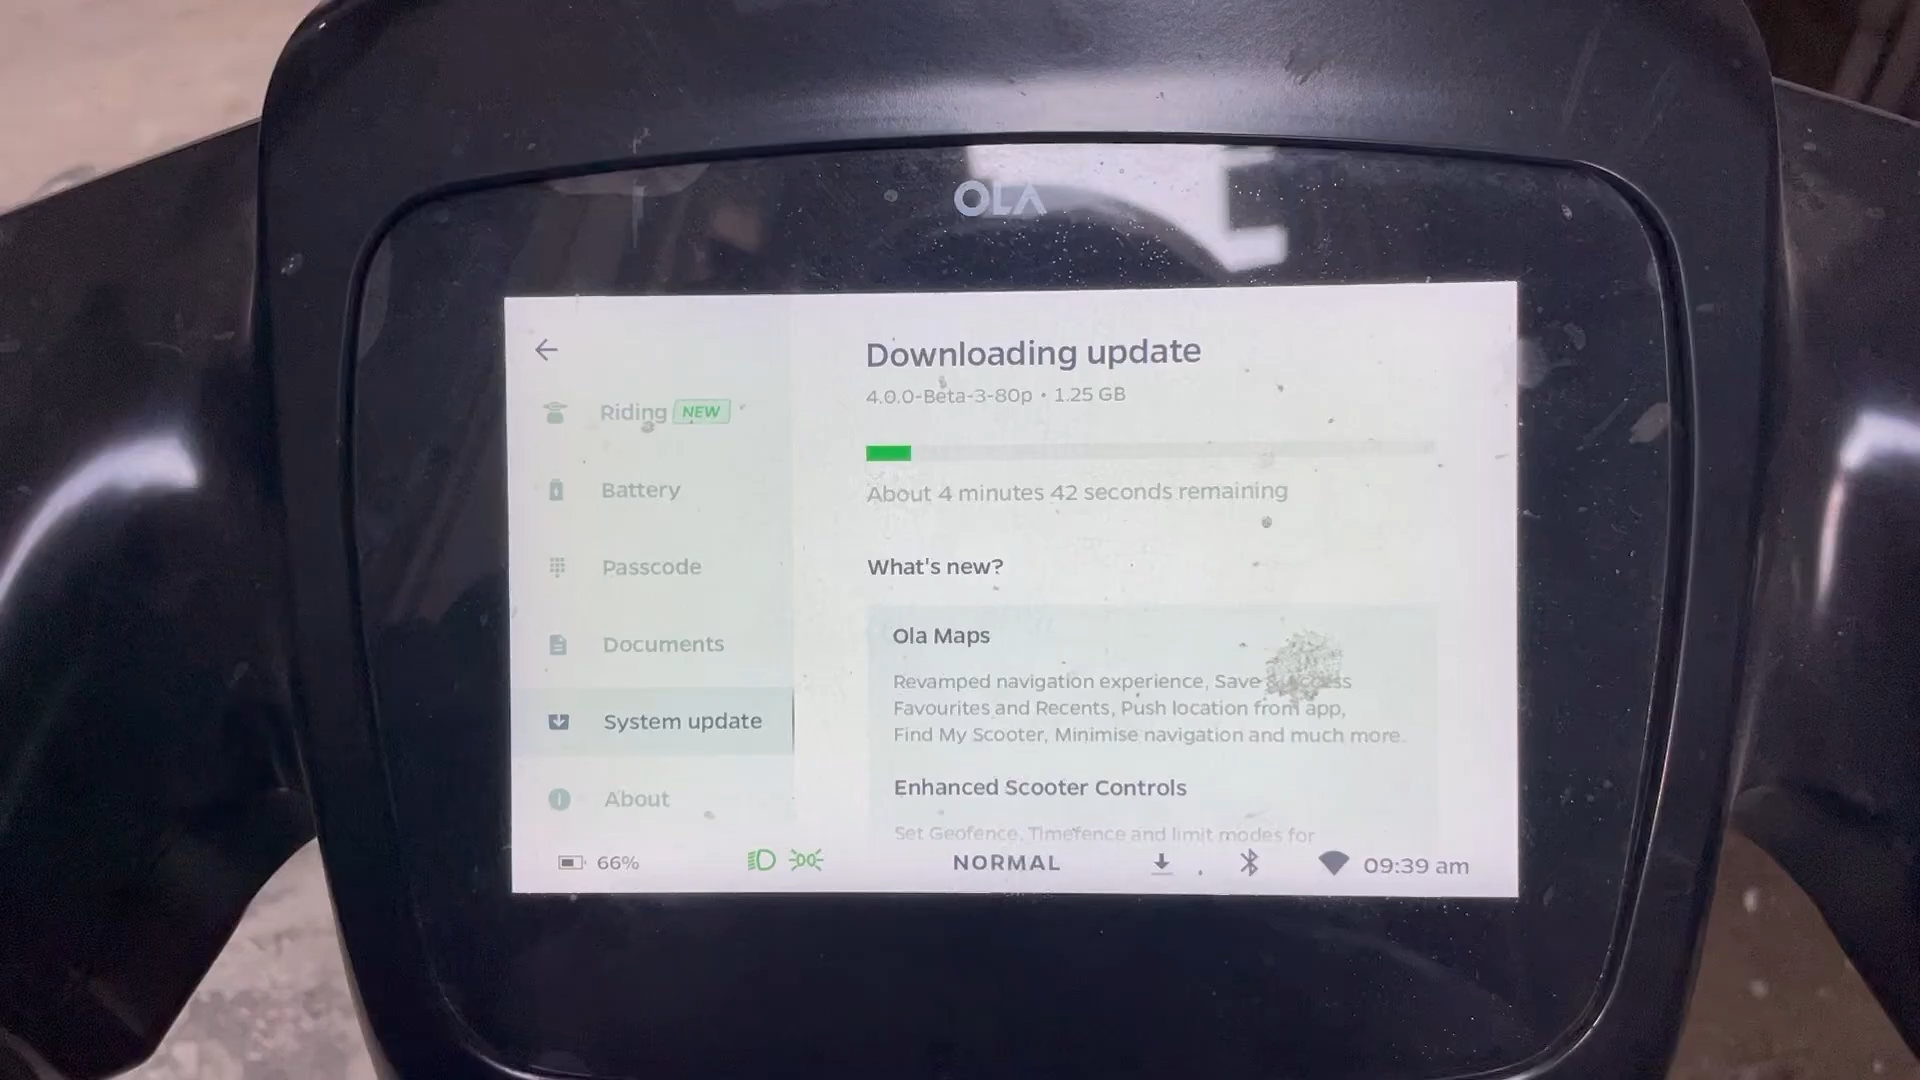 OLA
Downloading update
4.0.0-Beta-3-80p • 1.25 GB
About 4 minutes 42 seconds remaining
Riding NEW
Battery
Passcode
Documents
System update
About
What's new?
Ola Maps
Revamped navigation experience, Save
Favourites and Recents, Push location from app,
Find My Scooter, Minimise navigation and much more.
Enhanced Scooter Controls
Set Geofence, Timefence and limit modes for
66%
NORMAL
09:39 am